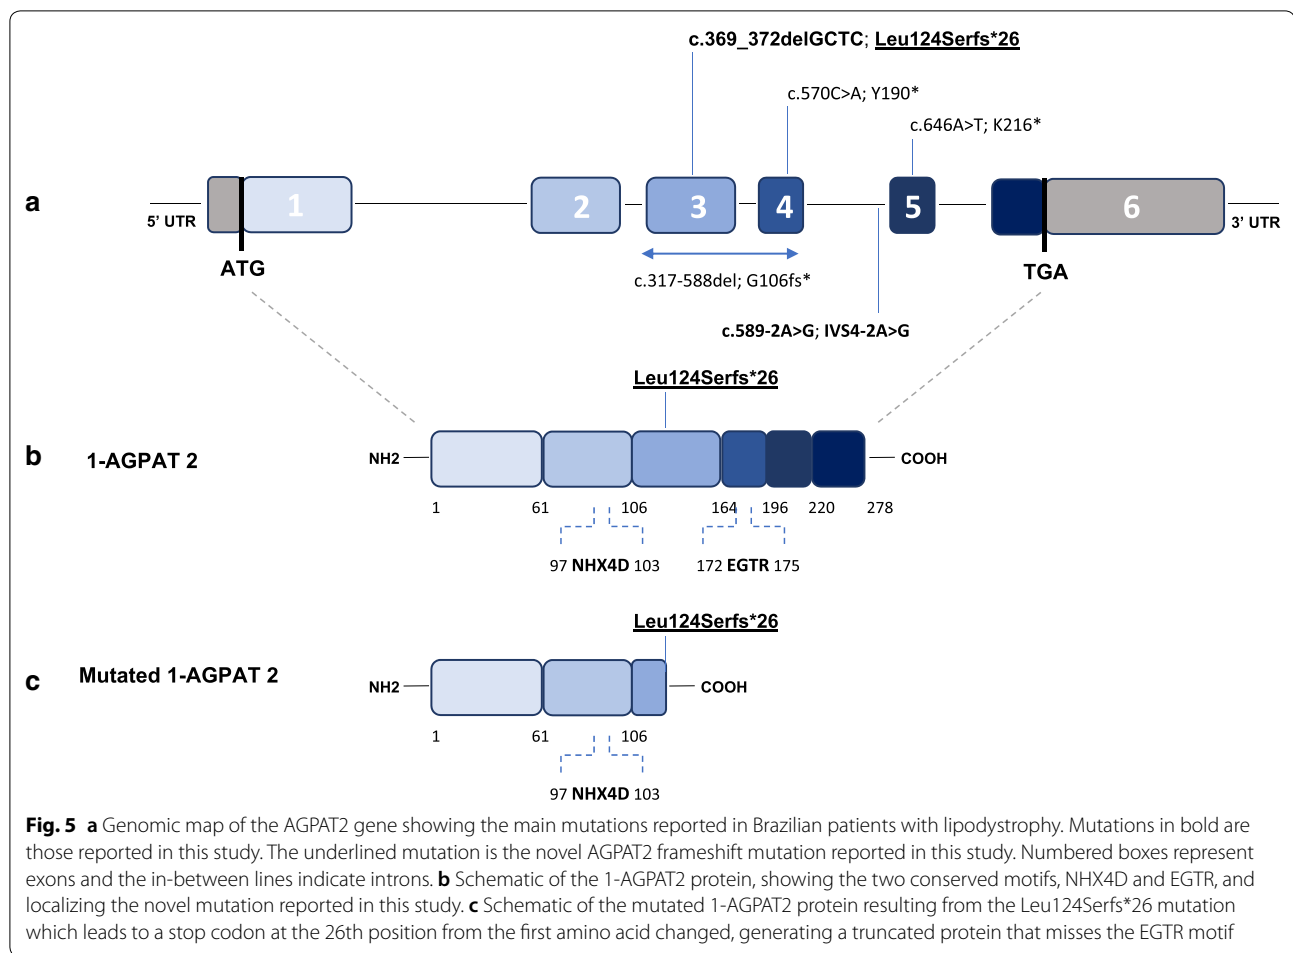 c.369_372delGCTC; Leu124Serfs*26
c.570C>A; Y190*
c.646A>T; K216*
a
5’ UTR
1
2
3
4
5
6
3’ UTR
ATG
TGA
c.317-588del; G106fs*
c.589-2A>G; IVS4-2A>G
Leu124Serfs*26
b
1-AGPAT 2
NH2
COOH
1
61
106
164
196
220
278
97 NHX4D 103
172 EGTR 175
Leu124Serfs*26
c
Mutated 1-AGPAT 2
NH2
COOH
1
61
106
97 NHX4D 103
Fig. 5 a Genomic map of the AGPAT2 gene showing the main mutations reported in Brazilian patients with lipodystrophy. Mutations in bold are
those reported in this study. The underlined mutation is the novel AGPAT2 frameshift mutation reported in this study. Numbered boxes represent
exons and the in-between lines indicate introns. b Schematic of the 1-AGPAT2 protein, showing the two conserved motifs, NHX4D and EGTR, and
localizing the novel mutation reported in this study. c Schematic of the mutated 1-AGPAT2 protein resulting from the Leu124Serfs*26 mutation
which leads to a stop codon at the 26th position from the first amino acid changed, generating a truncated protein that misses the EGTR motif